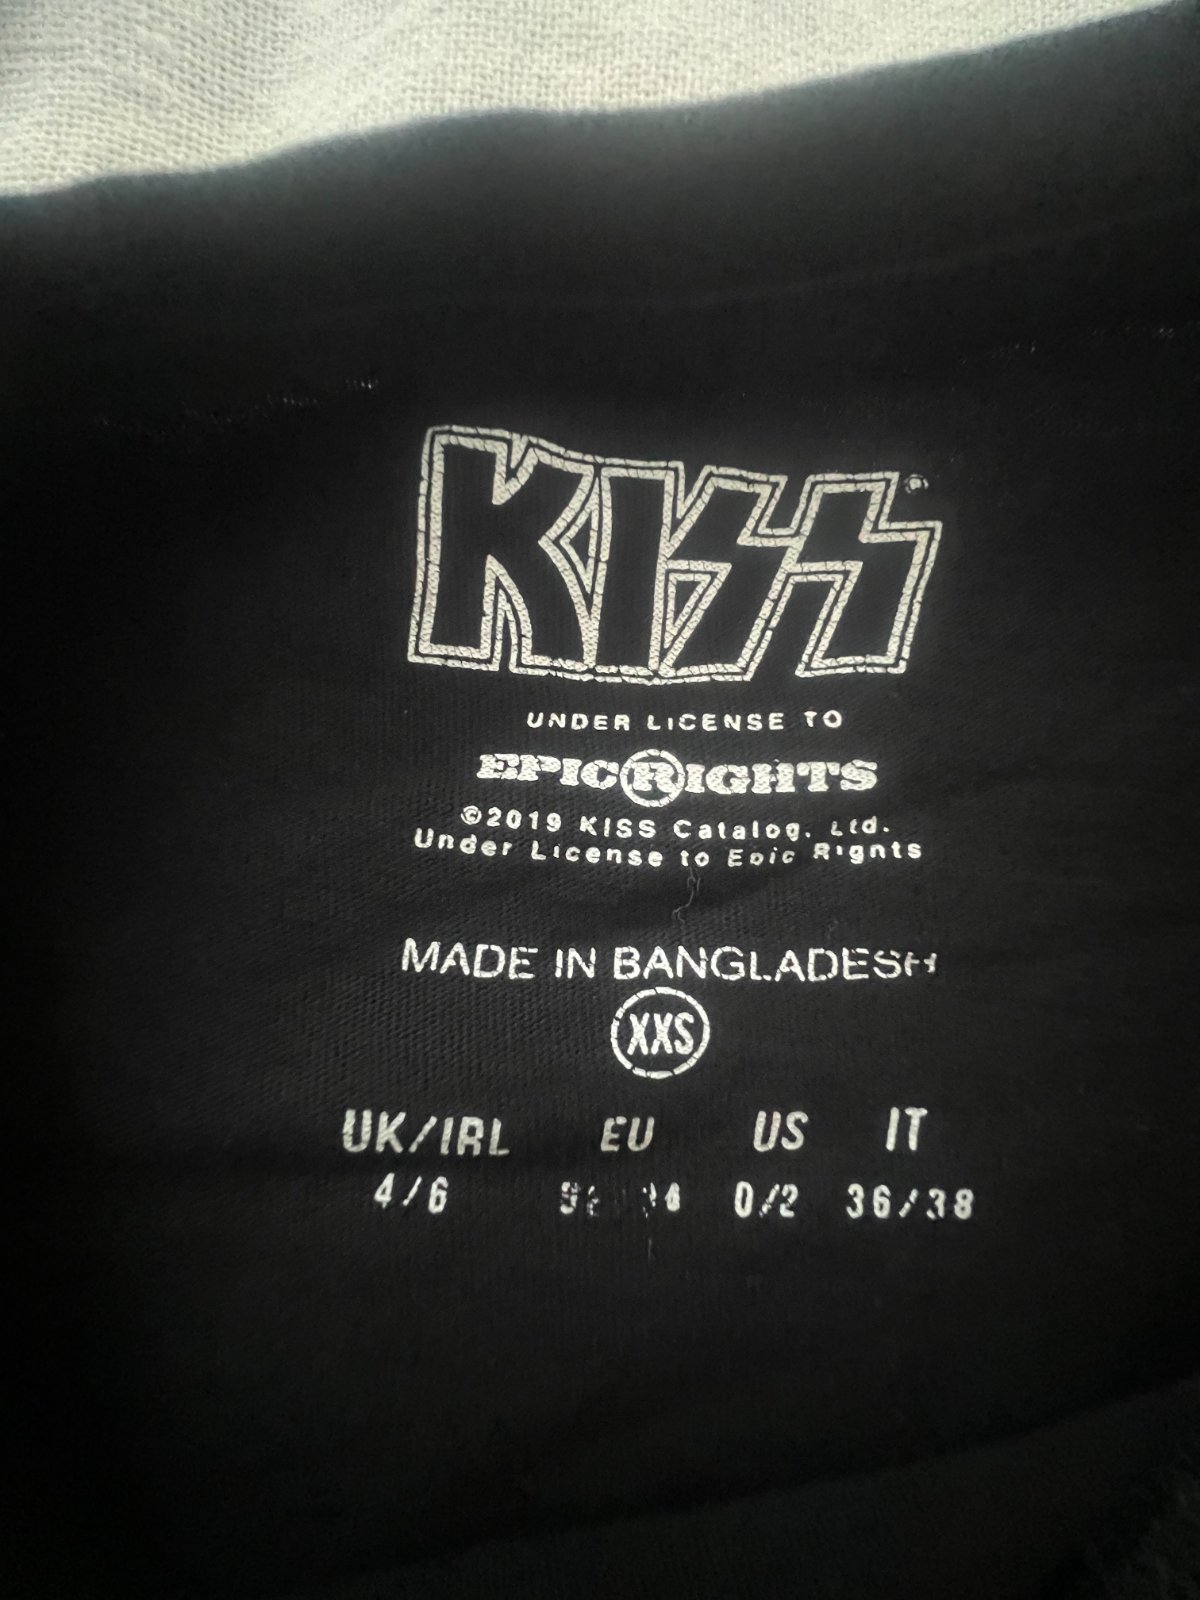 KISS®
UNDER LICENSE TO
EPIC RIGHTS
©2019 KISS Catalog, Ltd.
Under License to Epic Rights
MADE IN BANGLADESH
XXS
UK/IRL EU US IT
4/6 0/2 36/38